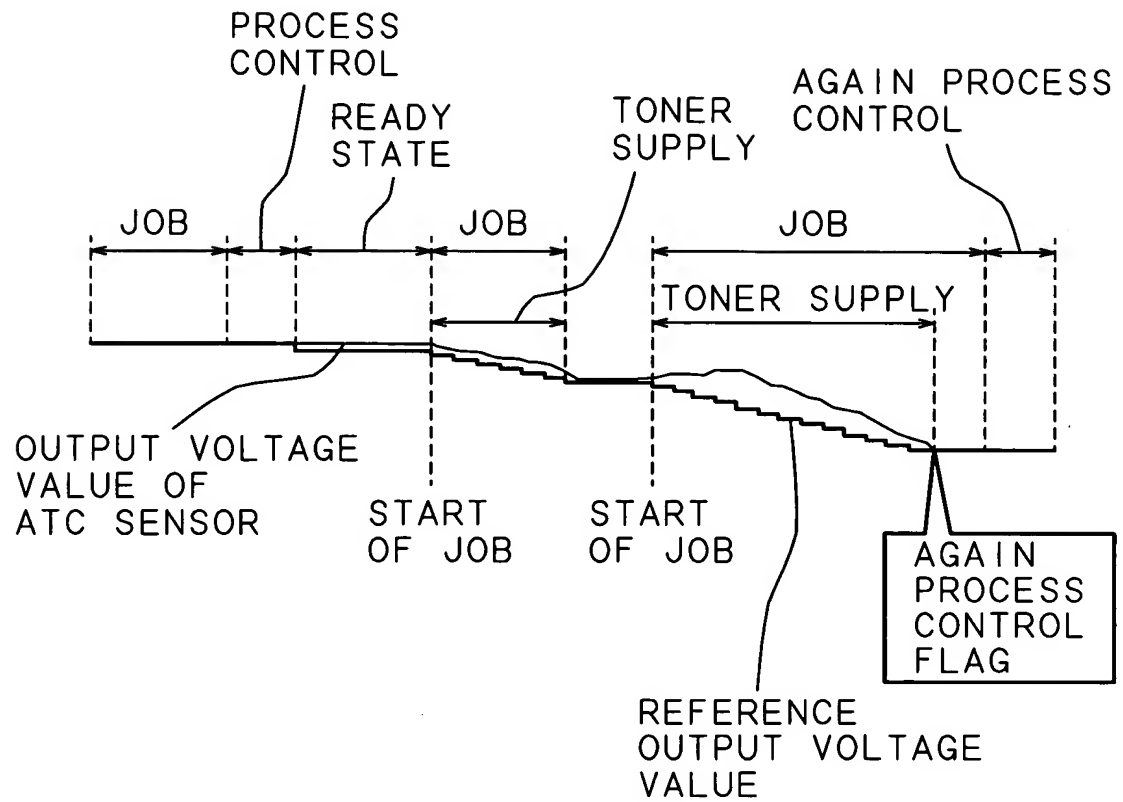 PROCESS
CONTROL
READY
STATE
TONER
SUPPLY
AGAIN PROCESS
CONTROL
JOB
JOB
JOB
TONER SUPPLY
OUTPUT VOLTAGE
VALUE OF
ATC SENSOR
START
OF JOB
START
OF JOB
AGAIN
PROCESS
CONTROL
FLAG
REFERENCE
OUTPUT VOLTAGE
VALUE